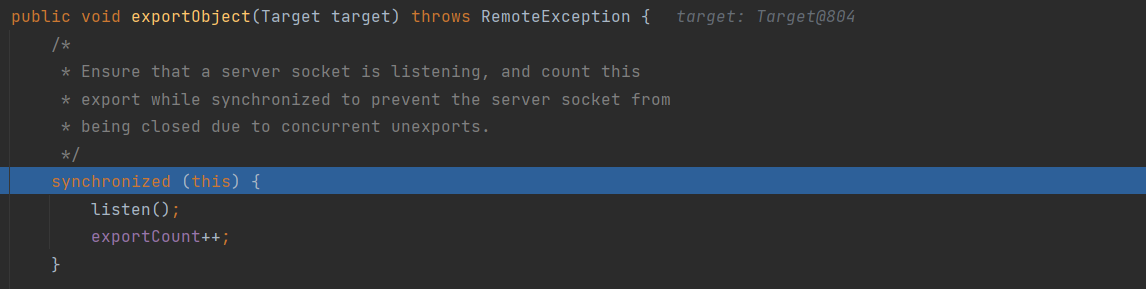 public void exportObject(Target target) throws RemoteException {   target: Target@804
    /*
     * Ensure that a server socket is listening, and count this
     * export while synchronized to prevent the server socket from
     * being closed due to concurrent unexports.
     */
    synchronized (this) {
        listen();
        exportCount++;
    }